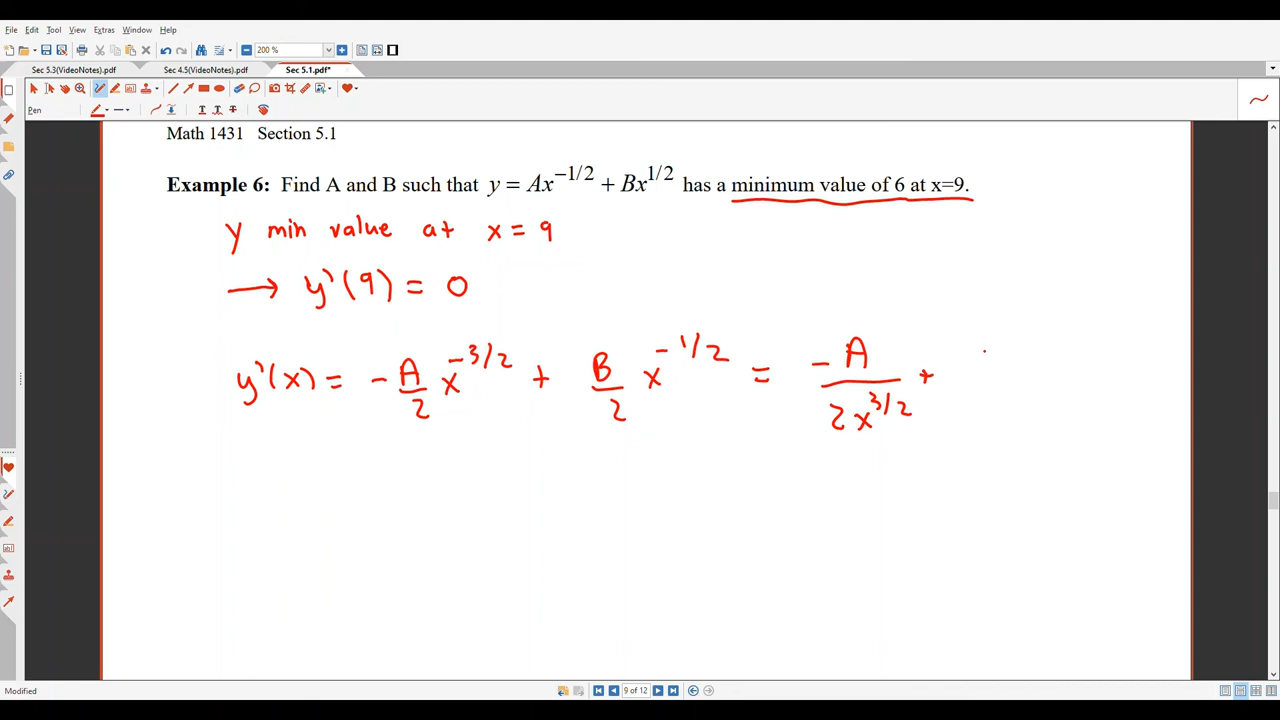 File Edit Tool View Extras Window Help
200 %
Sec 5.3(VideoNotes).pdf Sec 4.5(VideoNotes).pdf Sec 5.1.pdf*
Pen
Math 1431 Section 5.1
Example 6: Find A and B such that y = Ax^{-1/2} + Bx^{1/2} has a minimum value of 6 at x=9.
y min value at x = 9
→ y'(9) = 0
y'(x) = - A/2 x^{-3/2} + B/2 x^{-1/2} = -A/(2x^{3/2}) +
Modified 9 of 12